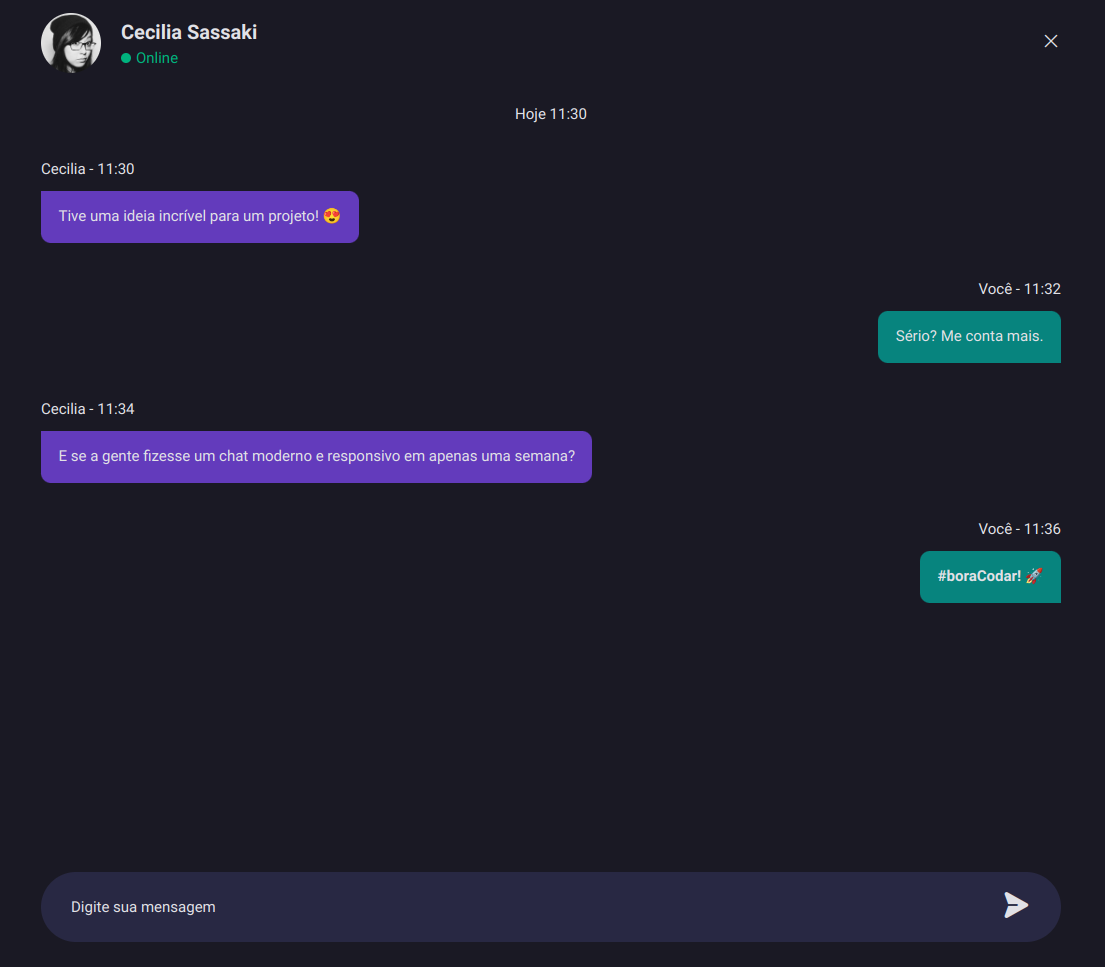 Cecilia Sassaki
Online
Hoje 11:30
Cecilia - 11:30
Tive uma ideia incrível para um projeto! 😍
Você - 11:32
Sério? Me conta mais.
Cecilia - 11:34
E se a gente fizesse um chat moderno e responsivo em apenas uma semana?
Você - 11:36
#boraCodar! 🚀
Digite sua mensagem